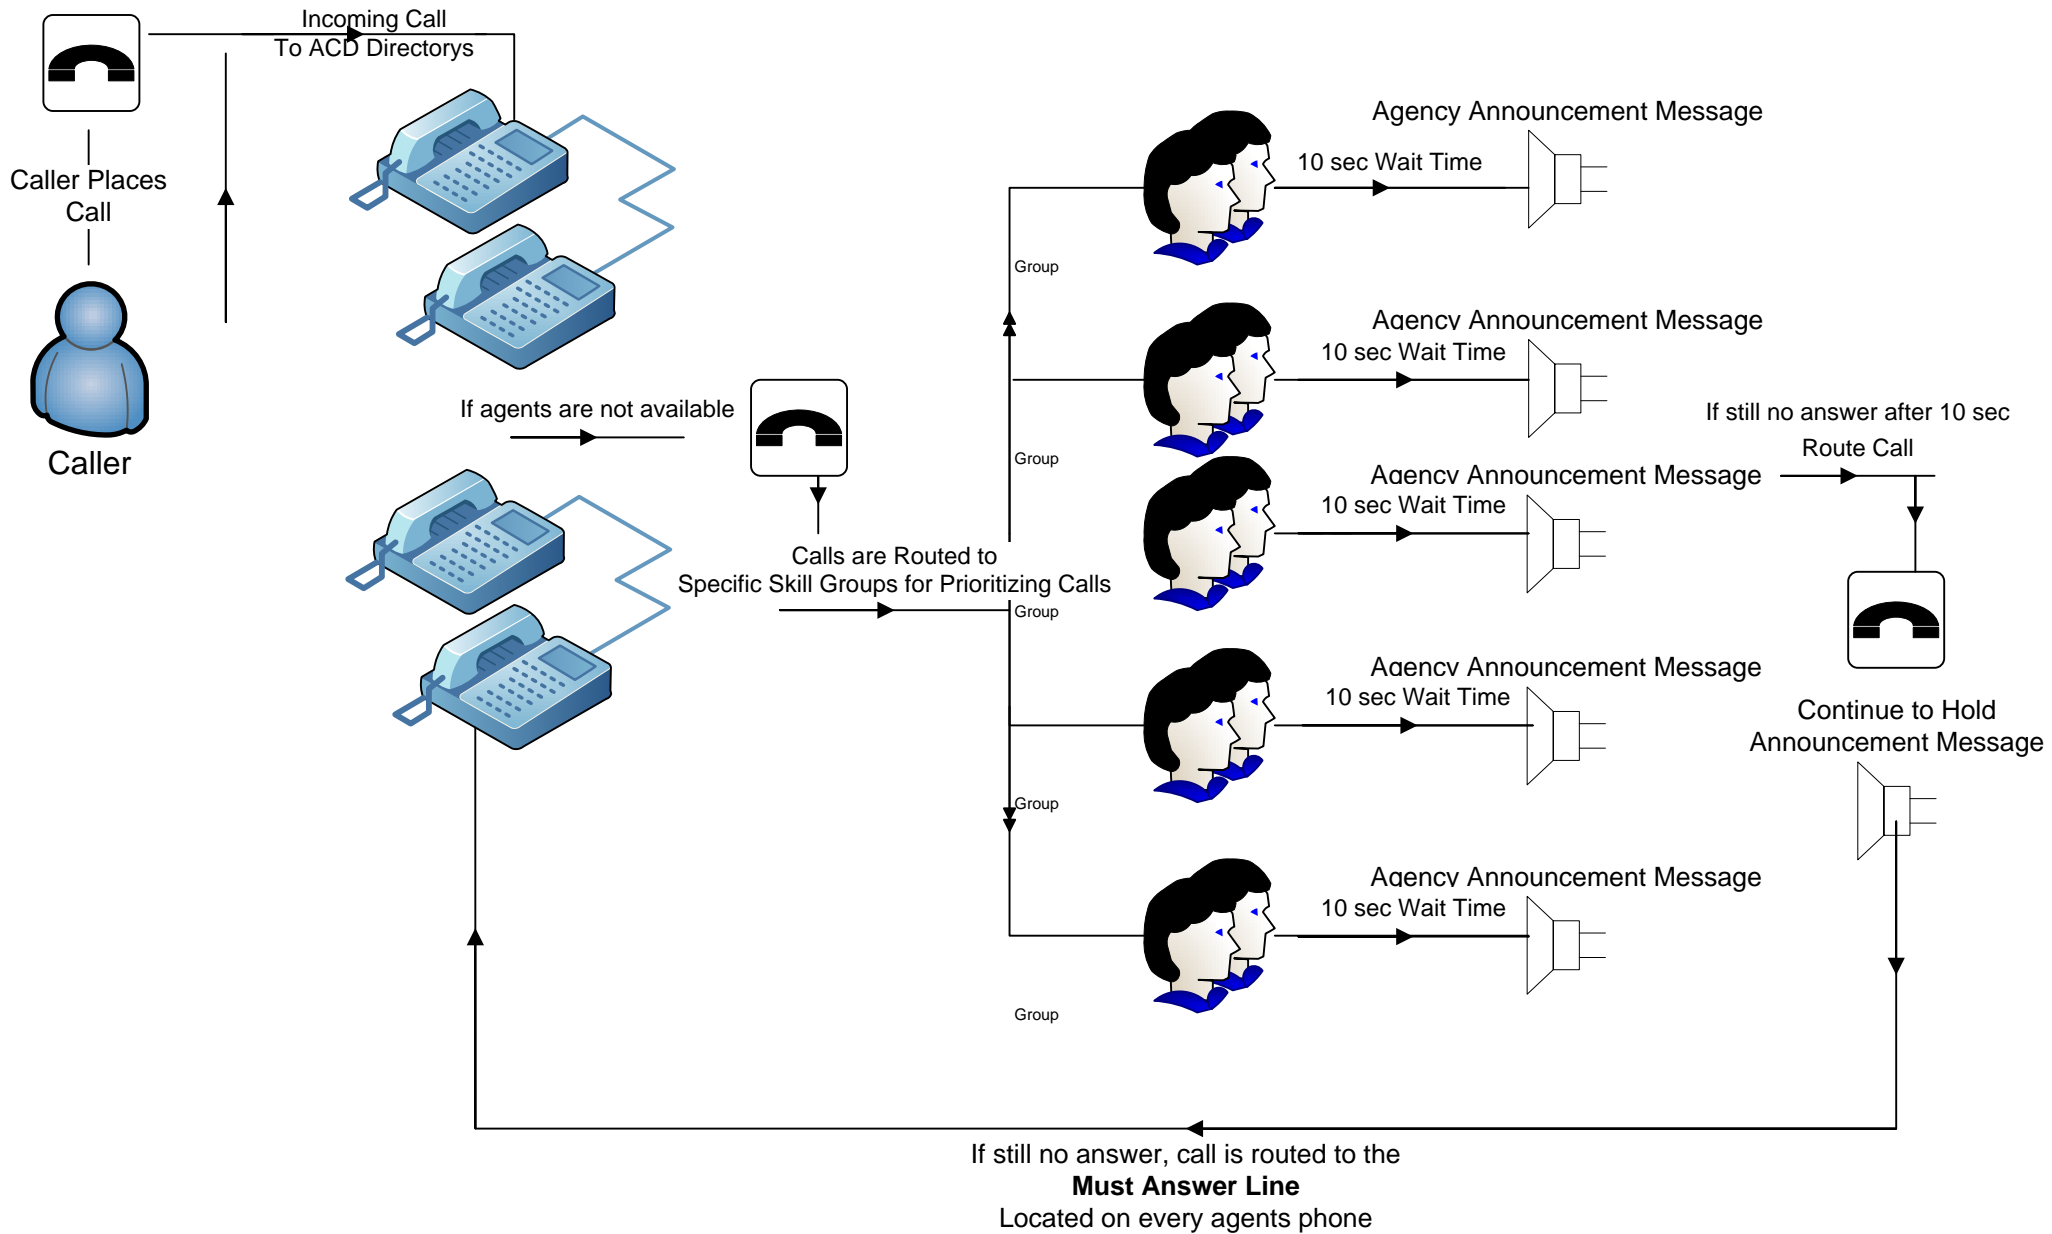 Incoming Call
To ACD Directorys
Caller Places
Call
Caller
If agents are not available
Calls are Routed to
Specific Skill Groups for Prioritizing Calls
Agency Announcement Message
10 sec Wait Time
Group
Agency Announcement Message
10 sec Wait Time
Group
Agency Announcement Message
10 sec Wait Time
Group
Agency Announcement Message
10 sec Wait Time
Group
Agency Announcement Message
10 sec Wait Time
Group
If still no answer after 10 sec
Route Call
Continue to Hold
Announcement Message
If still no answer, call is routed to the
Must Answer Line
Located on every agents phone